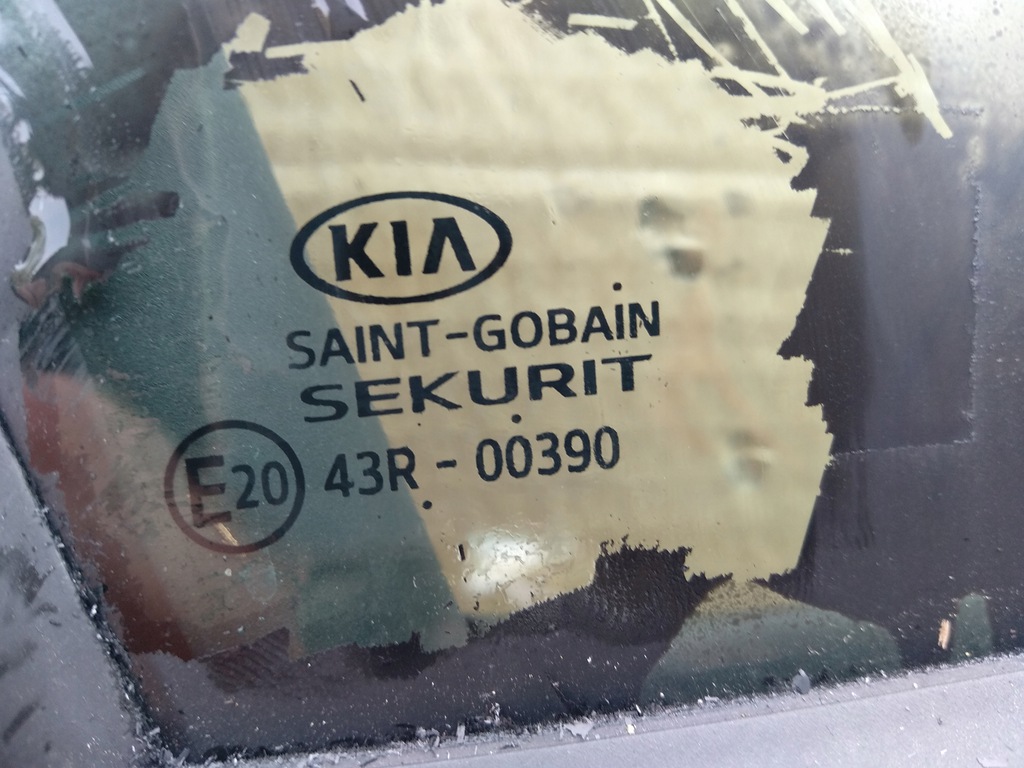 KIA
SAINT-GOBAIN
SEKURIT
E20 43R - 00390